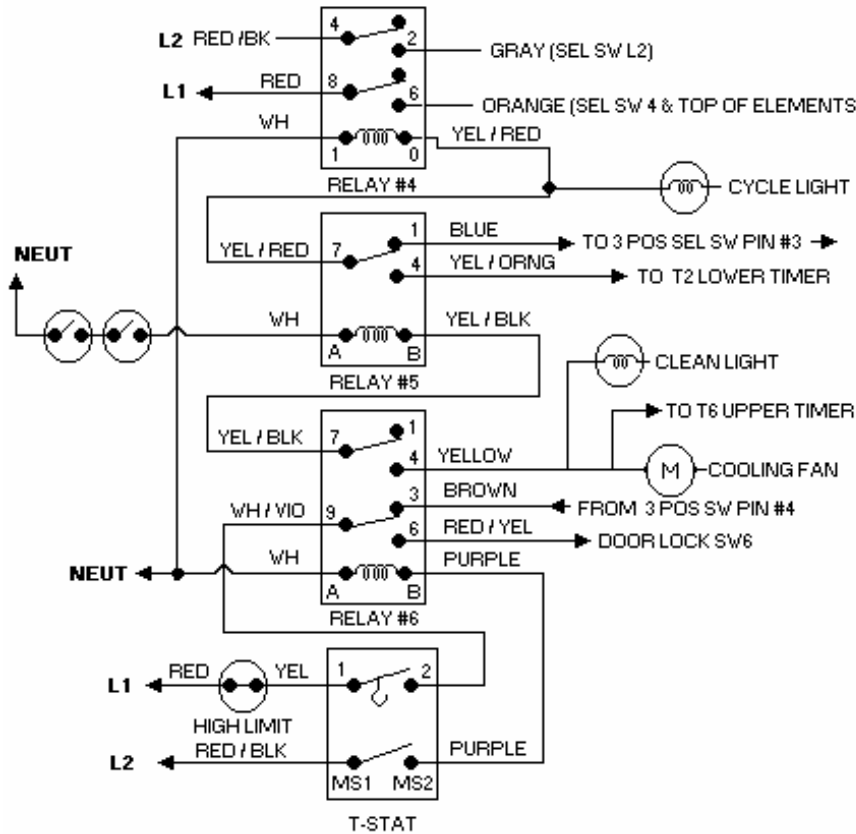 4
L2 RED /BK
2
GRAY (SEL SW L2)
L1 RED 8
6
ORANGE (SEL SW 4 & TOP OF ELEMENTS
WH
YEL / RED
1 0
RELAY #4
CYCLE LIGHT
1 BLUE
TO 3 POS SEL SW PIN #3
YEL / RED 7
NEUT
4 YEL / ORNG
TO T2 LOWER TIMER
WH
YEL / BLK
A B
RELAY #5
CLEAN LIGHT
TO T6 UPPER TIMER
1
YEL / BLK 7
4 YELLOW
M COOLING FAN
3 BROWN
WH / VIO 9
FROM 3 POS SW PIN #4
6 RED / YEL
DOOR LOCK SW6
NEUT WH
PURPLE
A B
RELAY #6
L1 RED YEL 1 2
HIGH LIMIT
L2 RED / BLK
PURPLE
MS1 MS2
T-STAT